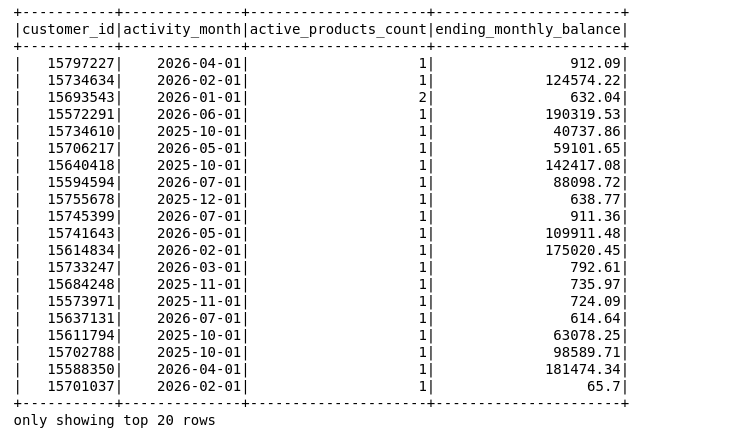 +-----------+--------------+---------------------+----------------------+
|customer_id|activity_month|active_products_count|ending_monthly_balance|
+-----------+--------------+---------------------+----------------------+
|   15797227|    2026-04-01|                    1|                912.09|
|   15734634|    2026-02-01|                    1|             124574.22|
|   15693543|    2026-01-01|                    2|                632.04|
|   15572291|    2026-06-01|                    1|             190319.53|
|   15734610|    2025-10-01|                    1|              40737.86|
|   15706217|    2026-05-01|                    1|              59101.65|
|   15640418|    2025-10-01|                    1|             142417.08|
|   15594594|    2026-07-01|                    1|              88098.72|
|   15755678|    2025-12-01|                    1|                638.77|
|   15745399|    2026-07-01|                    1|                911.36|
|   15741643|    2026-05-01|                    1|             109911.48|
|   15614834|    2026-02-01|                    1|             175020.45|
|   15733247|    2026-03-01|                    1|                792.61|
|   15684248|    2025-11-01|                    1|                735.97|
|   15573971|    2025-11-01|                    1|                724.09|
|   15637131|    2026-07-01|                    1|                614.64|
|   15611794|    2025-10-01|                    1|              63078.25|
|   15702788|    2025-10-01|                    1|              98589.71|
|   15588350|    2026-04-01|                    1|             181474.34|
|   15701037|    2026-02-01|                    1|                  65.7|
+-----------+--------------+---------------------+----------------------+
only showing top 20 rows